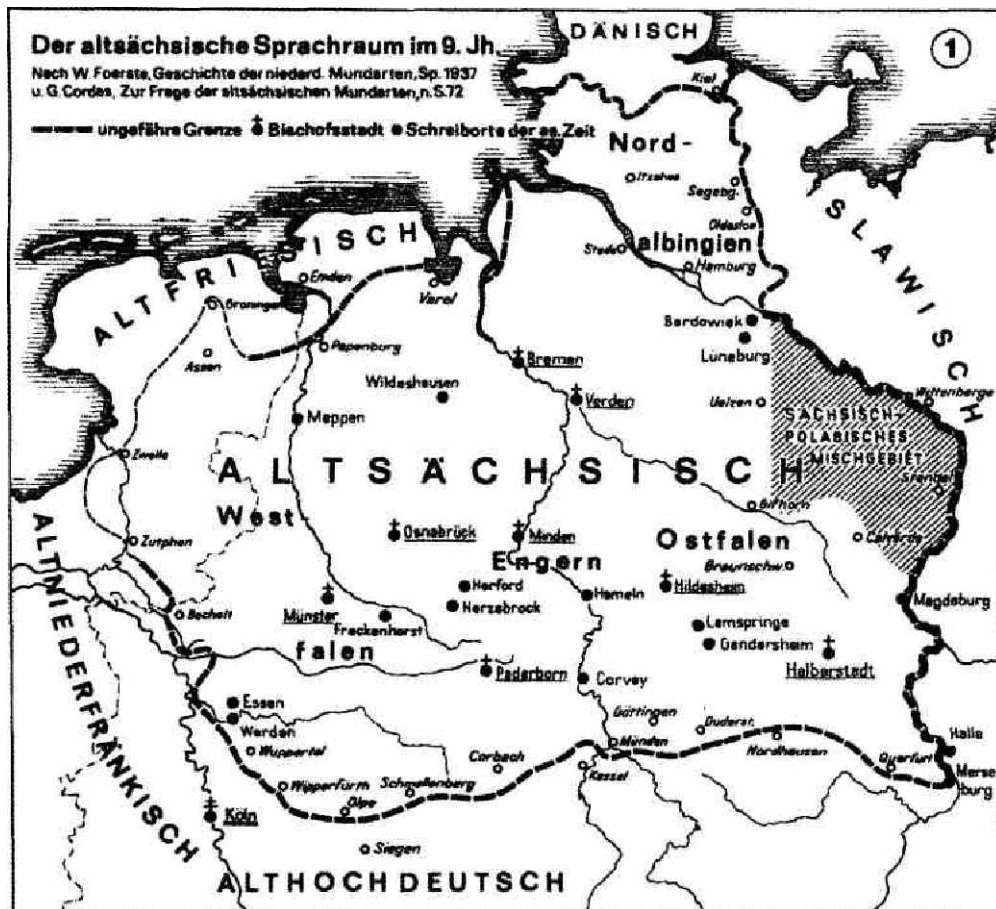 DÄNISCH
Der altsächsische Sprachraum im 9. Jh.
1
Nach W. Foerste, Geschichte der niederd. Mundarten, Sp. 1937
u. G. Cordes, Zur Frage der altsächsischen Mundarten, n. S. 72
ungefähre Grenze Bischofsstadt Schreiborte der as. Zeit
Kiel
Nord-
Itzehoe
Segebg.
Oldesloe
SLAWISCH
albingien
Stade
Hamburg
ALTFRIESISCH
Emden
Varel
Groningen
Bardowiek
Lüneburg
Papenburg
Assen
Bremen
Wildeshausen
Verden
Uelzen
Wittenberge
Meppen
SÄCHSISCH-
POLABISCHES
MISCHGEBIET
Zwolle
ALTSÄCHSISCH
Stendal
Gifhorn
West
Zutphen
Osnabrück
Minden
Ostfalen
Calvörde
Engern
Braunschw.
Herford
Hameln
Hildesheim
Magdeburg
Münster
Herzebrock
Bocholt
Freckenhorst
Lamspringe
Gandersheim
falen
Halberstadt
Paderborn
Corvey
ALTNIEDERFRÄNKISCH
Essen
Werden
Göttingen
Duderst.
Halle
Wuppertal
Münden
Nordhausen
Querfurt
Corbach
Kassel
Merse
burg
Wipperfürth
Schmallenberg
Olpe
Köln
Siegen
ALTHOCHDEUTSCH